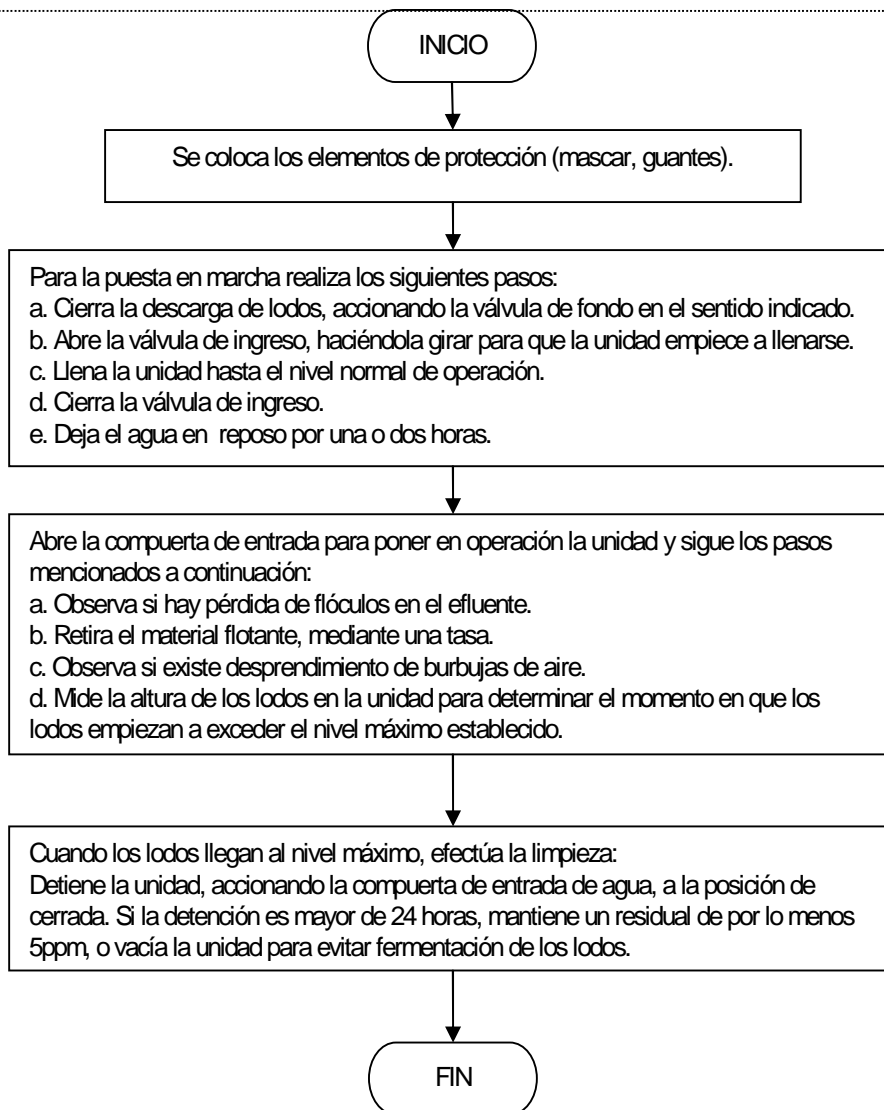 INICIO
Se coloca los elementos de protección (mascar, guantes).
Para la puesta en marcha realiza los siguientes pasos:
a. Cierra la descarga de lodos, accionando la válvula de fondo en el sentido indicado.
b. Abre la válvula de ingreso, haciéndola girar para que la unidad empiece a llenarse.
c. Llena la unidad hasta el nivel normal de operación.
d. Cierra la válvula de ingreso.
e. Deja el agua en reposo por una o dos horas.
Abre la compuerta de entrada para poner en operación la unidad y sigue los pasos
mencionados a continuación:
a. Observa si hay pérdida de flóculos en el efluente.
b. Retira el material flotante, mediante una tasa.
c. Observa si existe desprendimiento de burbujas de aire.
d. Mide la altura de los lodos en la unidad para determinar el momento en que los
lodos empiezan a exceder el nivel máximo establecido.
Cuando los lodos llegan al nivel máximo, efectúa la limpieza:
Detiene la unidad, accionando la compuerta de entrada de agua, a la posición de
cerrada. Si la detención es mayor de 24 horas, mantiene un residual de por lo menos
5ppm, o vacía la unidad para evitar fermentación de los lodos.
FIN